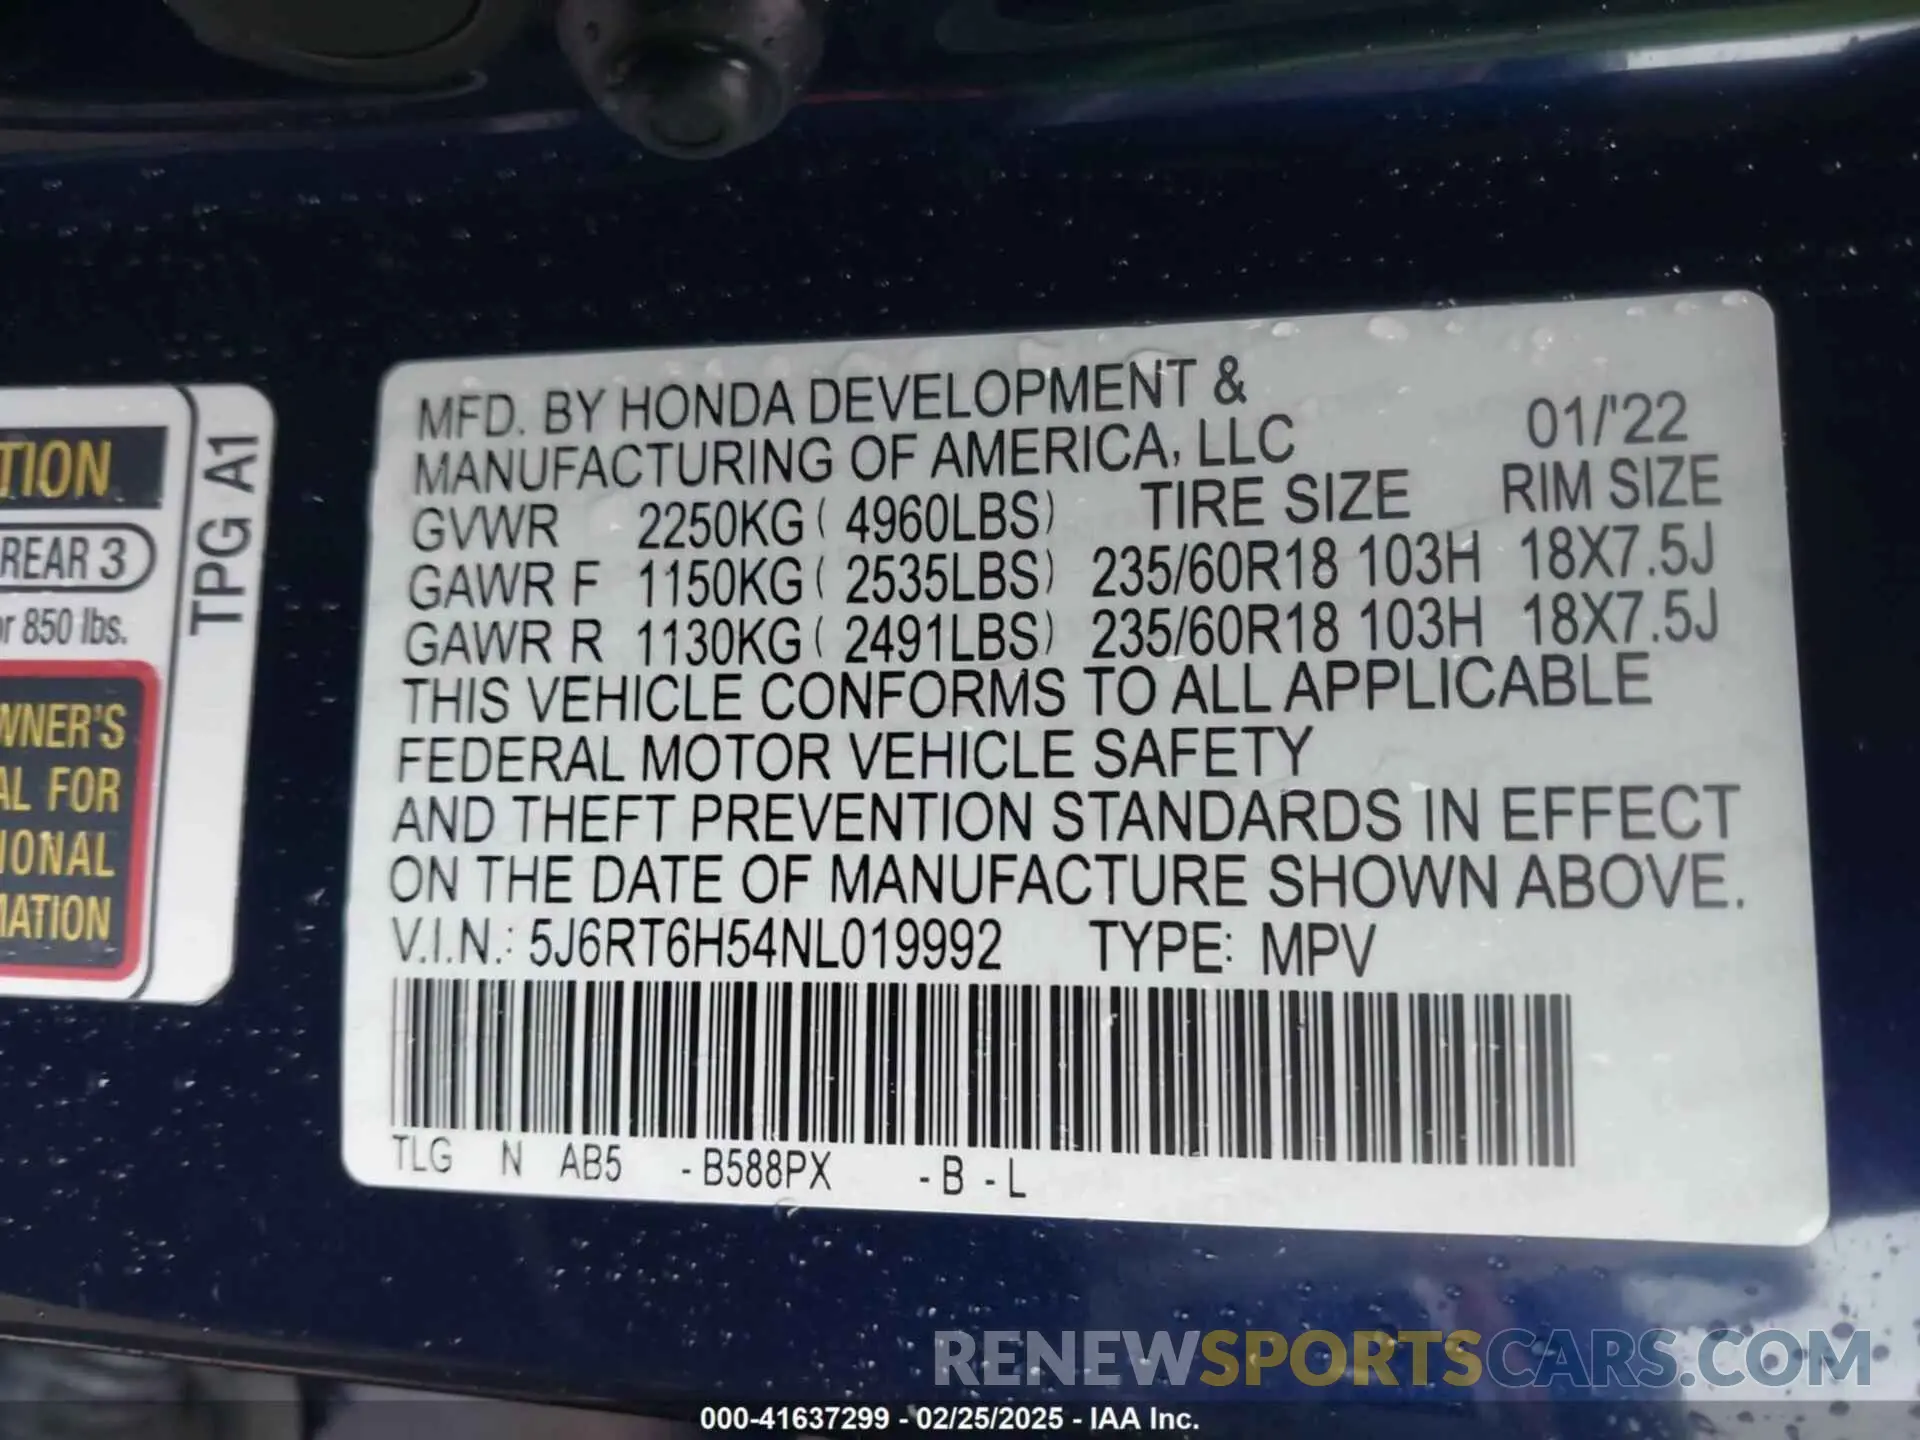 TION
REAR 3
850 lbs.
WNER'S
AL FOR
IONAL
MATION
TPG A1
MFD. BY HONDA DEVELOPMENT &
MANUFACTURING OF AMERICA, LLC 01/'22
GVWR 2250KG ( 4960LBS) TIRE SIZE RIM SIZE
GAWR F 1150KG ( 2535LBS) 235/60R18 103H 18X7.5J
GAWR R 1130KG ( 2491LBS) 235/60R18 103H 18X7.5J
THIS VEHICLE CONFORMS TO ALL APPLICABLE
FEDERAL MOTOR VEHICLE SAFETY
AND THEFT PREVENTION STANDARDS IN EFFECT
ON THE DATE OF MANUFACTURE SHOWN ABOVE.
V.I.N.: 5J6RT6H54NL019992 TYPE: MPV
TLG N AB5 -B588PX -B -L
RENEWSPORTSCARS.COM
000-41637299 - 02/25/2025 - IAA Inc.